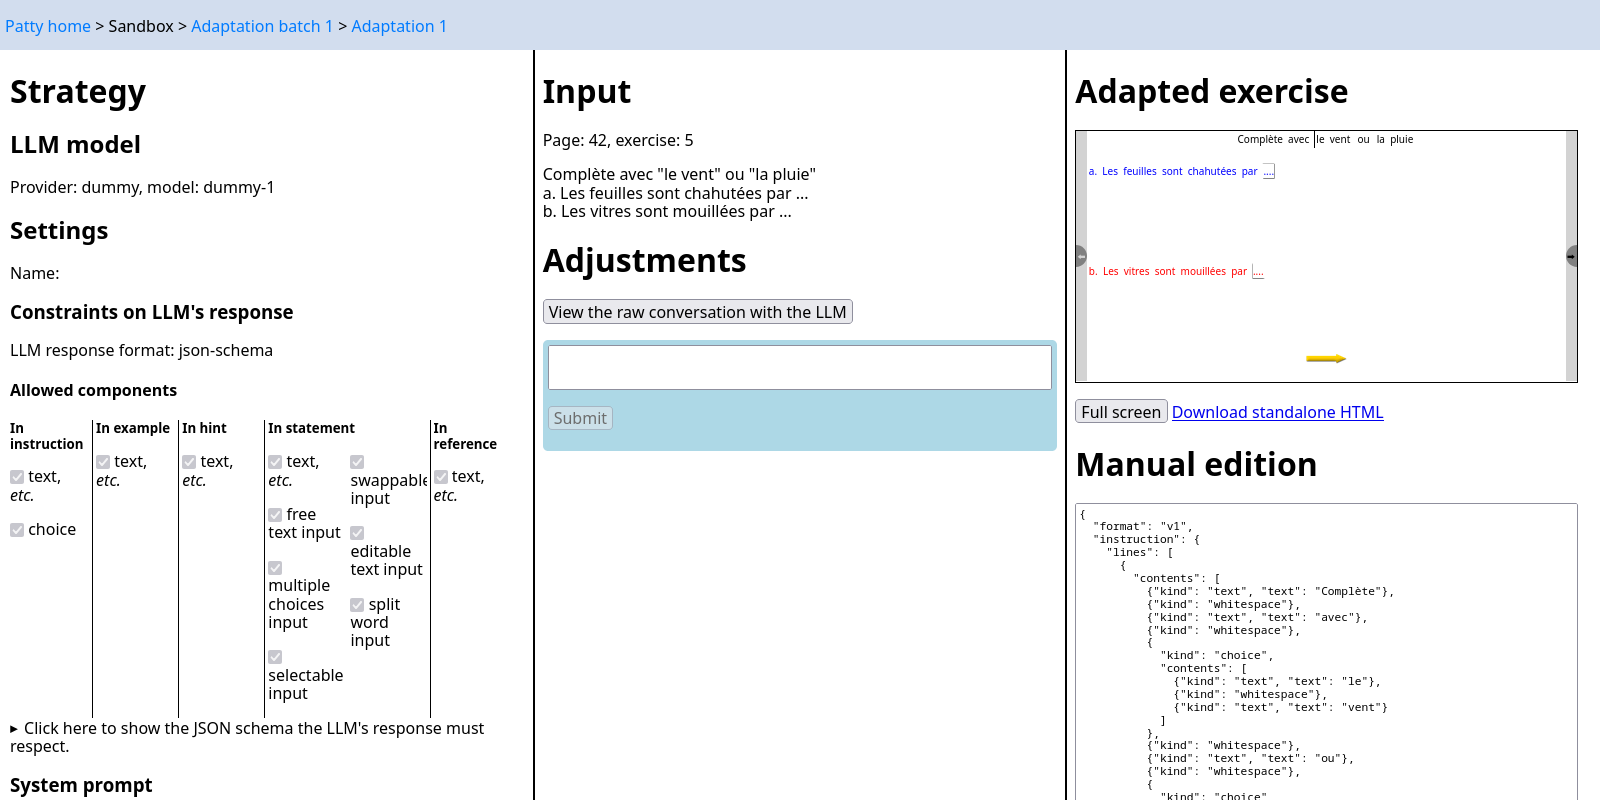 Patty home > Sandbox > Adaptation batch 1 > Adaptation 1
Strategy
LLM model
Provider: dummy, model: dummy-1
Settings
Name:
Constraints on LLM's response
LLM response format: json-schema
Allowed components
In instruction
text, etc.
choice
In example
text, etc.
In hint
text, etc.
In statement
text, etc.
free text input
multiple choices input
selectable input
swappable input
editable text input
split word input
In reference
text, etc.
▸ Click here to show the JSON schema the LLM's response must
respect.
System prompt
Input
Page: 42, exercise: 5
Complète avec "le vent" ou "la pluie"
a. Les feuilles sont chahutées par ...
b. Les vitres sont mouillées par ...
Adjustments
View the raw conversation with the LLM
Submit
Adapted exercise
Complète avec le vent ou la pluie
a. Les feuilles sont chahutées par ....
b. Les vitres sont mouillées par ....
Full screen Download standalone HTML
Manual edition
{
"format": "v1",
"instruction": {
"lines": [
{
"contents": [
{"kind": "text", "text": "Complète"},
{"kind": "whitespace"},
{"kind": "text", "text": "avec"},
{"kind": "whitespace"},
{
"kind": "choice",
"contents": [
{"kind": "text", "text": "le"},
{"kind": "whitespace"},
{"kind": "text", "text": "vent"}
]
},
{"kind": "whitespace"},
{"kind": "text", "text": "ou"},
{"kind": "whitespace"},
{
"kind": "choice",